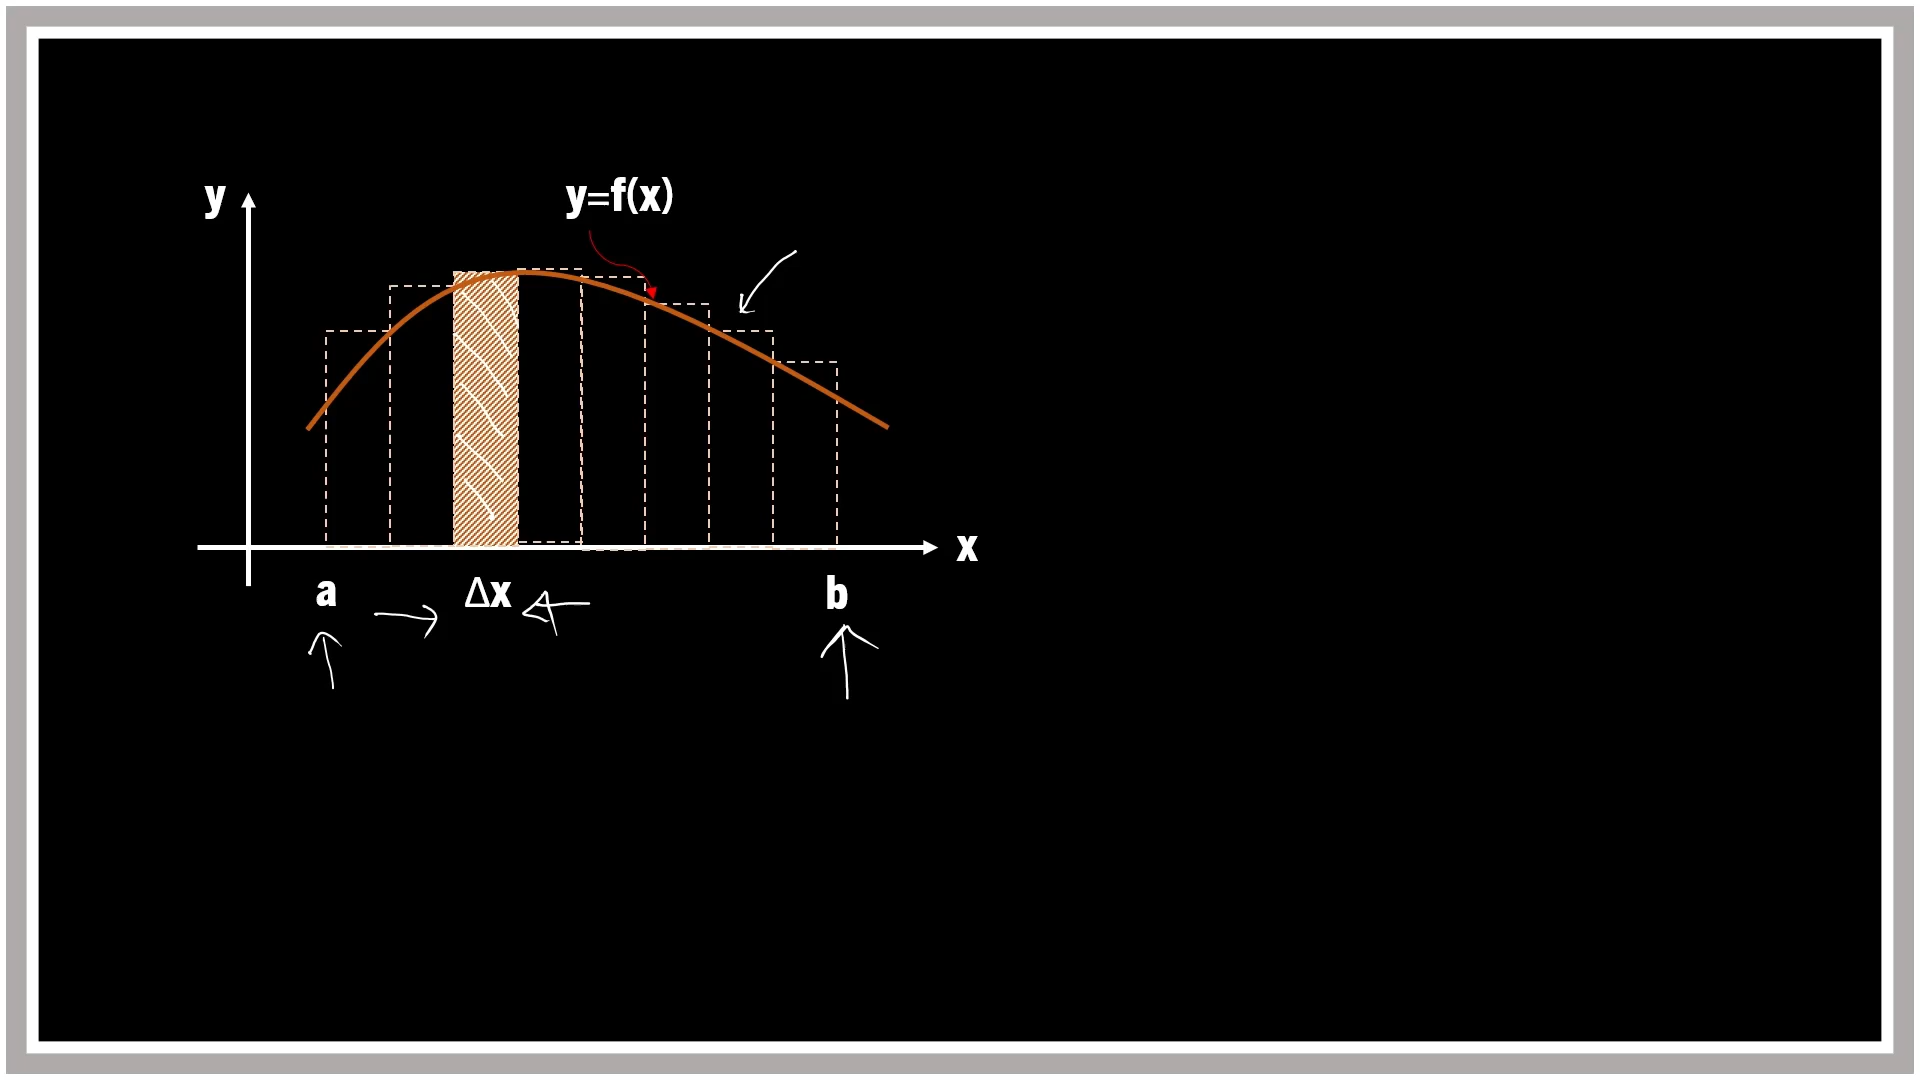 y
y=f(x)
x
a Δx b